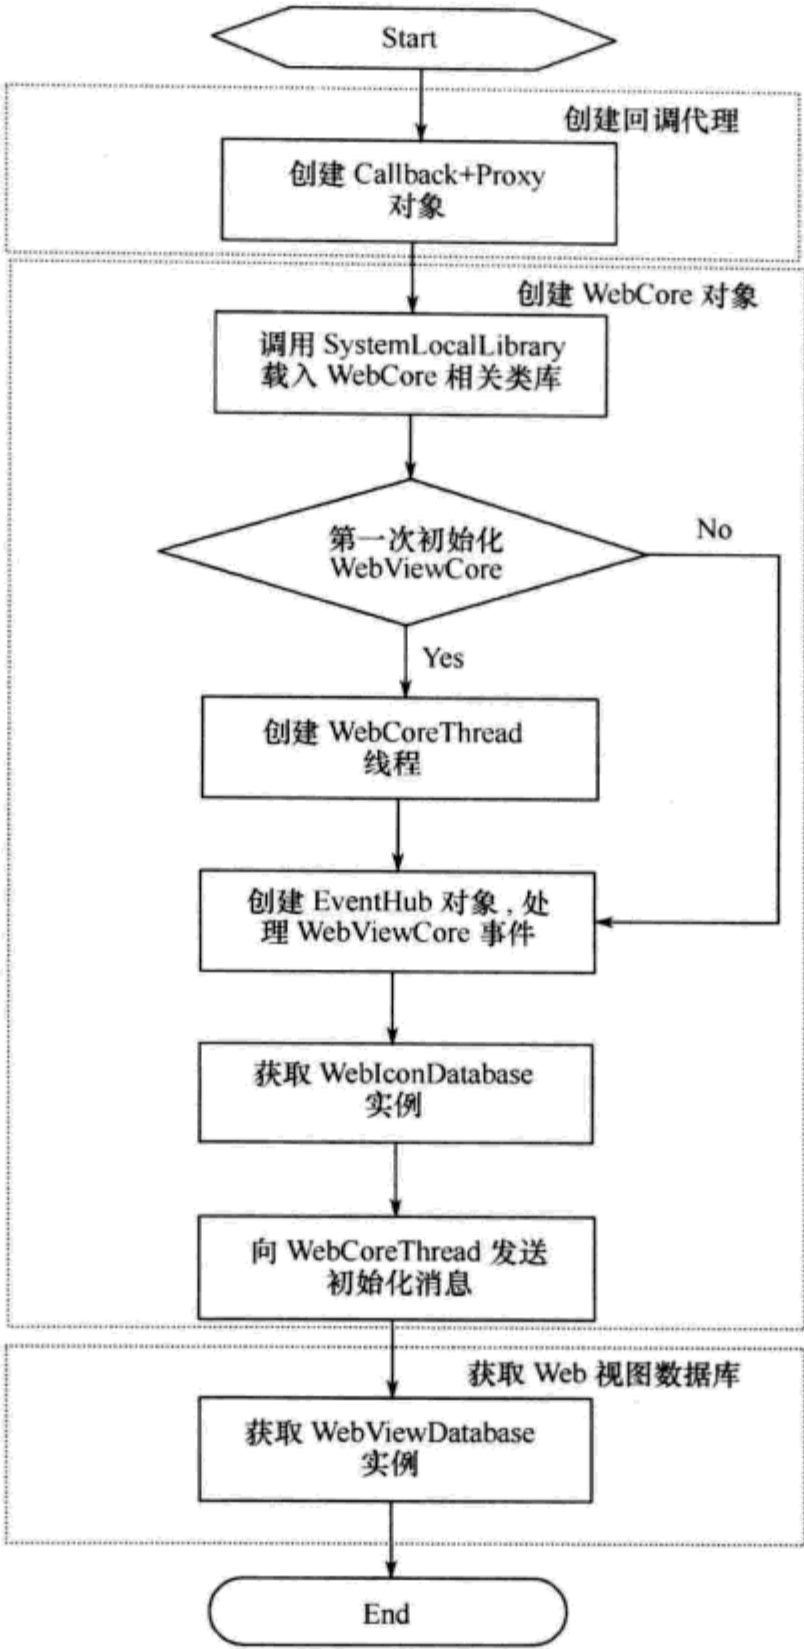 Start
创建回调代理
创建 Callback+Proxy
对象
创建 WebCore 对象
调用 SystemLocalLibrary
载入 WebCore 相关类库
第一次初始化
WebViewCore
No
Yes
创建 WebCoreThread
线程
创建 EventHub 对象,处
理 WebViewCore 事件
获取 WebIconDatabase
实例
向 WebCoreThread 发送
初始化消息
获取 Web 视图数据库
获取 WebViewDatabase
实例
End